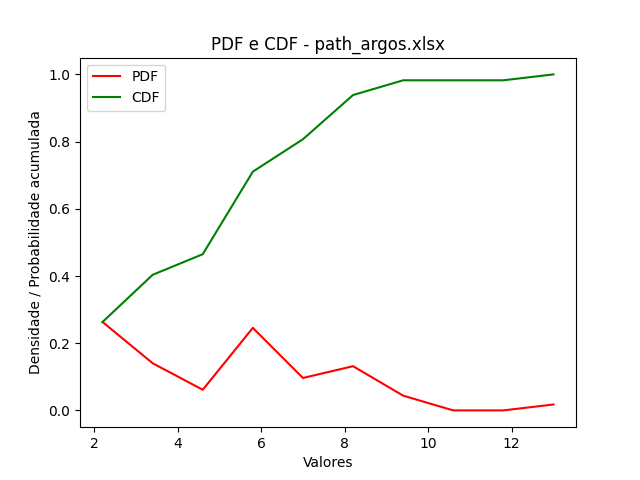 PDF e CDF - path_argos.xlsx
PDF
CDF
Densidade / Probabilidade acumulada
1.0
0.8
0.6
0.4
0.2
0.0
2 4 6 8 10 12
Valores